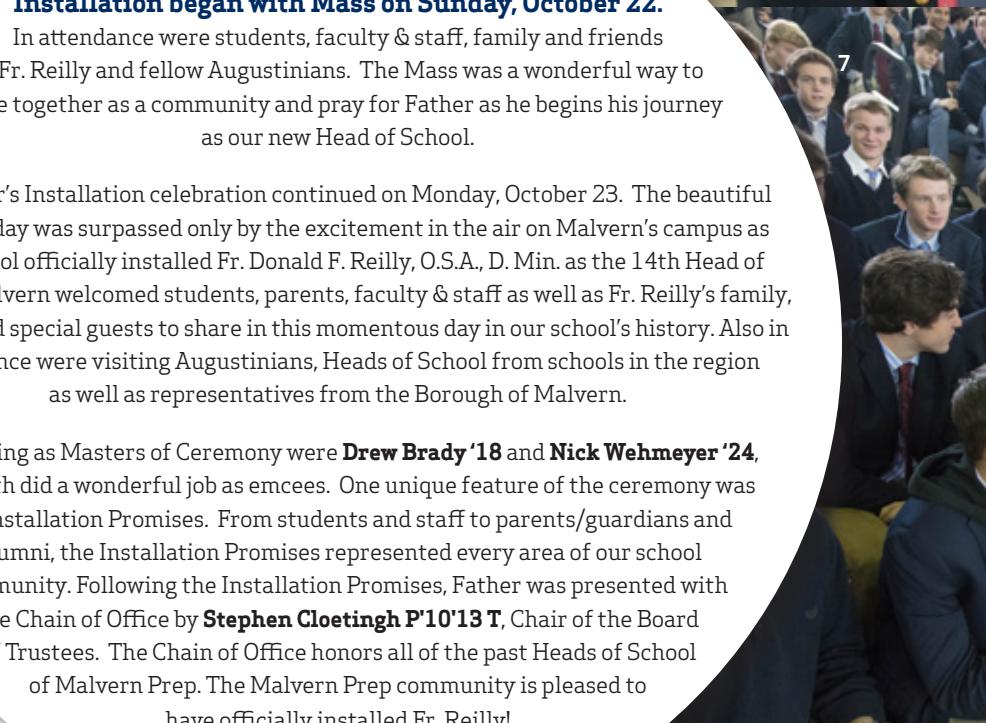 Installation began with Mass on Sunday, October 22.
In attendance were students, faculty & staff, family and friends
Fr. Reilly and fellow Augustinians. The Mass was a wonderful way to
together as a community and pray for Father as he begins his journey
as our new Head of School.
r's Installation celebration continued on Monday, October 23. The beautiful
day was surpassed only by the excitement in the air on Malvern's campus as
ol officially installed Fr. Donald F. Reilly, O.S.A., D. Min. as the 14th Head of
lvern welcomed students, parents, faculty & staff as well as Fr. Reilly's family,
special guests to share in this momentous day in our school's history. Also in
nce were visiting Augustinians, Heads of School from schools in the region
as well as representatives from the Borough of Malvern.
ing as Masters of Ceremony were Drew Brady ‘18 and Nick Wehmeyer ‘24,
h did a wonderful job as emcees. One unique feature of the ceremony was
nstallation Promises. From students and staff to parents/guardians and
umni, the Installation Promises represented every area of our school
munity. Following the Installation Promises, Father was presented with
e Chain of Office by Stephen Cloetingh P'10'13 T, Chair of the Board
Trustees. The Chain of Office honors all of the past Heads of School
of Malvern Prep. The Malvern Prep community is pleased to
have officially installed Fr. Reilly!
7